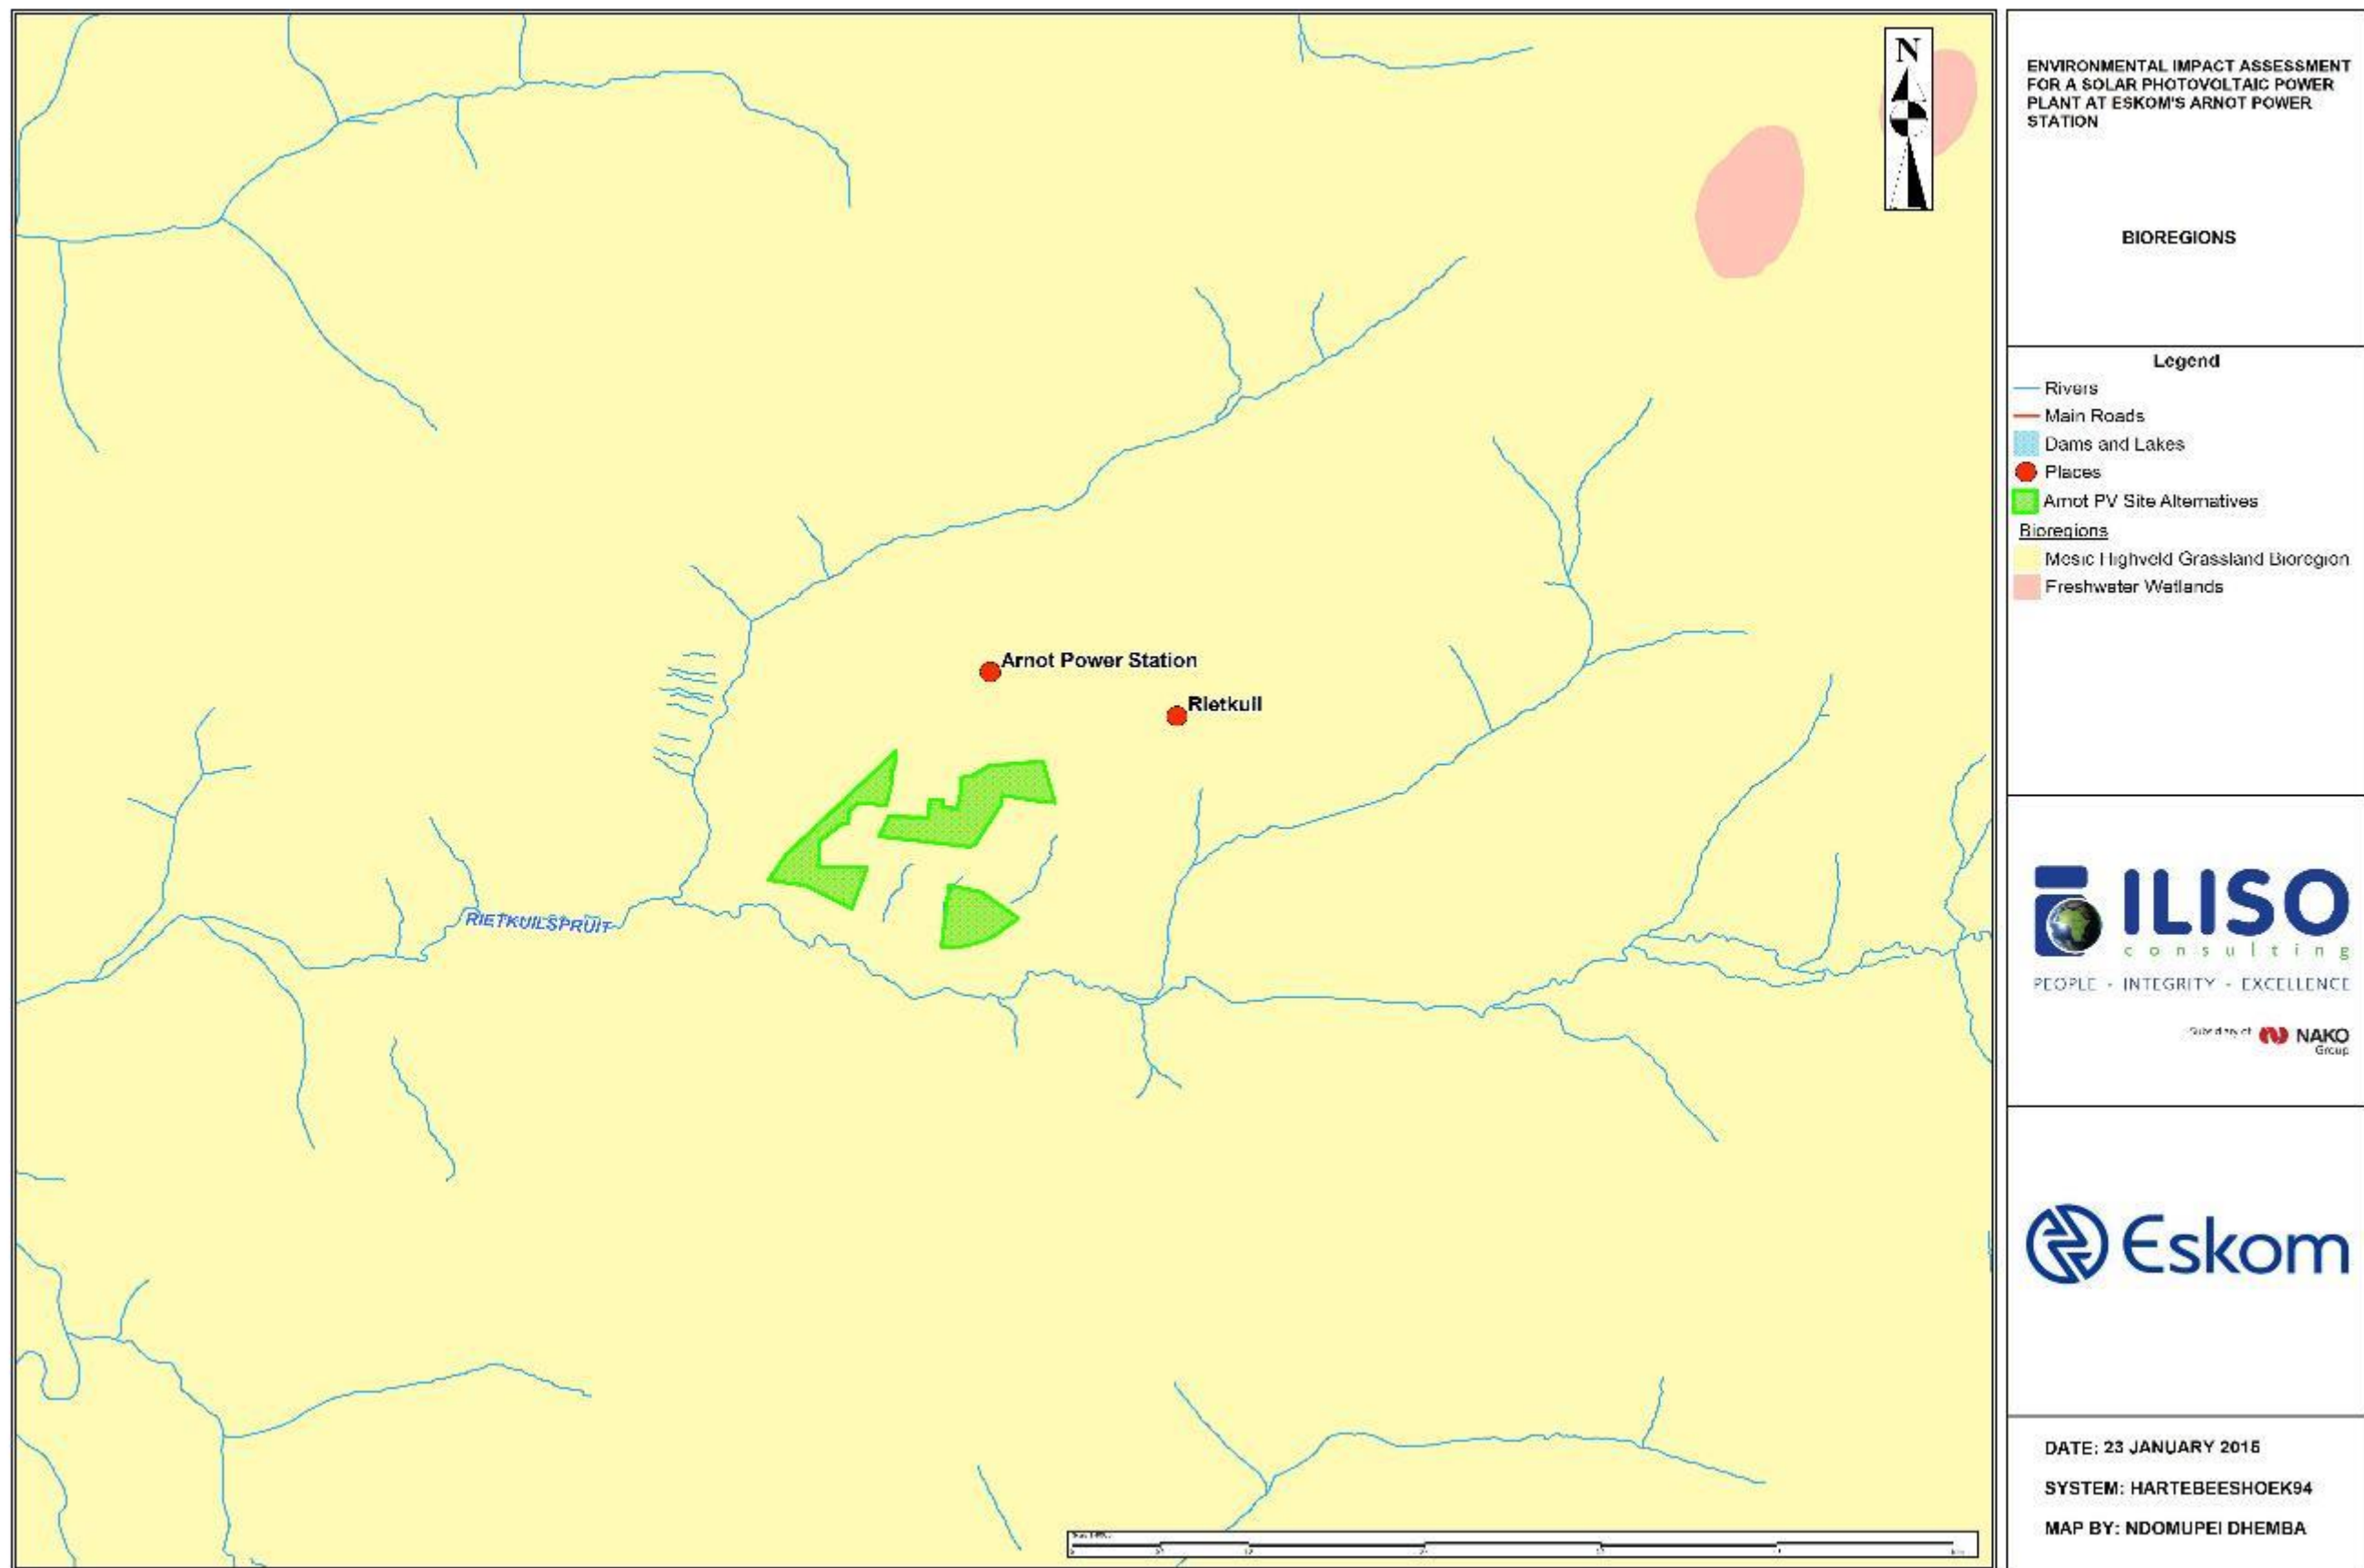 N
Arnot Power Station
Rietkuil
RIETKUILSPRUIT
ENVIRONMENTAL IMPACT ASSESSMENT
FOR A SOLAR PHOTOVOLTAIC POWER
PLANT AT ESKOM'S ARNOT POWER
STATION
BIOREGIONS
Legend
Rivers
Main Roads
Dams and Lakes
Places
Arnot PV Site Alternatives
Bioregions
Mesic Highveld Grassland Bioregion
Freshwater Wetlands
ILISO
consulting
PEOPLE - INTEGRITY - EXCELLENCE
Subsidiary of NAKO
Group
Eskom
DATE: 23 JANUARY
SYSTEM: HARTEBEESHOEK94
MAP BY: NDOMUPEI DHEMBA